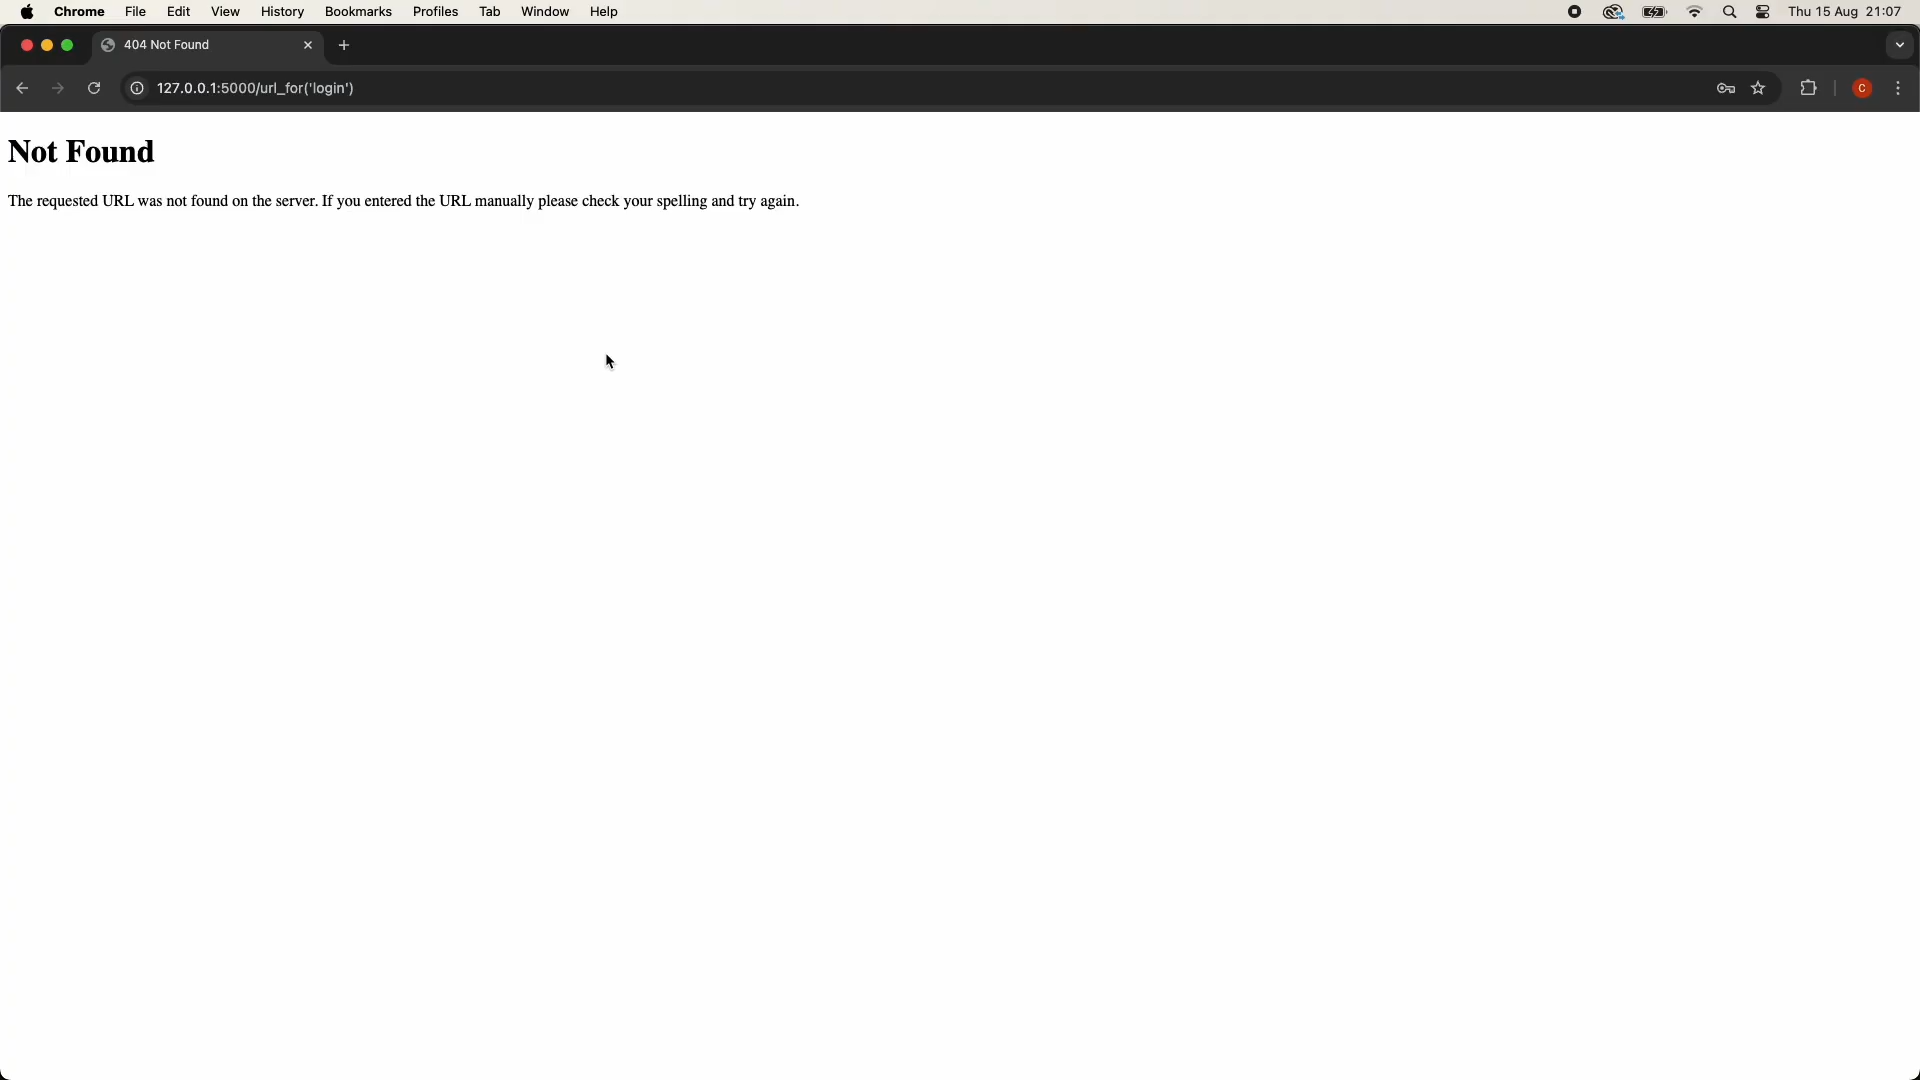 Chrome File Edit View History Bookmarks Profiles Tab Window Help Thu 15 Aug 21:07
404 Not Found
127.0.0.1:5000/url_for('login') C
Not Found
The requested URL was not found on the server. If you entered the URL manually please check your spelling and try again.